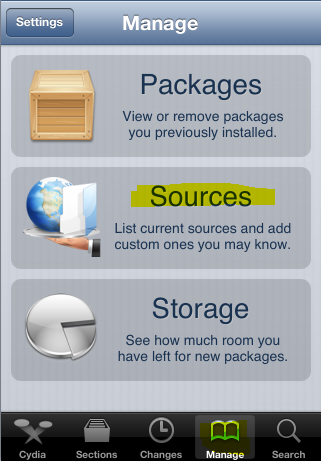 Settings
Manage
Packages
View or remove packages
you previously installed.
Sources
List current sources and add
custom ones you may know.
Storage
See how much room you
have left for new packages.
Cydia
Sections
Changes
Manage
Search